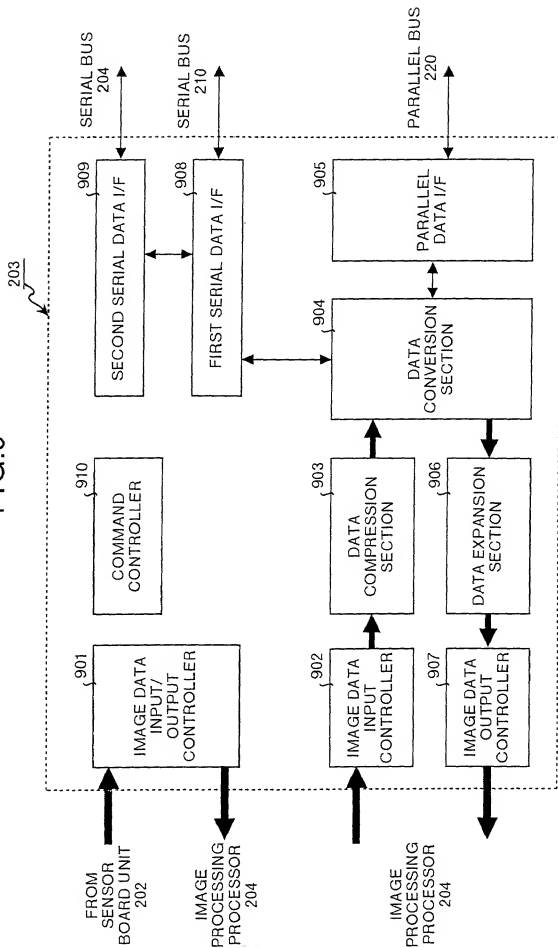 203
SERIAL BUS
204
SERIAL BUS
210
PARALLEL BUS
220
909
SECOND SERIAL DATA I/F
908
FIRST SERIAL DATA I/F
905
PARALLEL
DATA I/F
904
DATA
CONVERSION
SECTION
910
COMMAND
CONTROLLER
903
DATA
COMPRESSION
SECTION
906
DATA EXPANSION
SECTION
901
IMAGE DATA
INPUT/
OUTPUT
CONTROLLER
902
IMAGE DATA
INPUT
CONTROLLER
907
IMAGE DATA
OUTPUT
CONTROLLER
FROM
SENSOR
BOARD UNIT
202
IMAGE
PROCESSING
PROCESSOR
204
IMAGE
PROCESSING
PROCESSOR
204